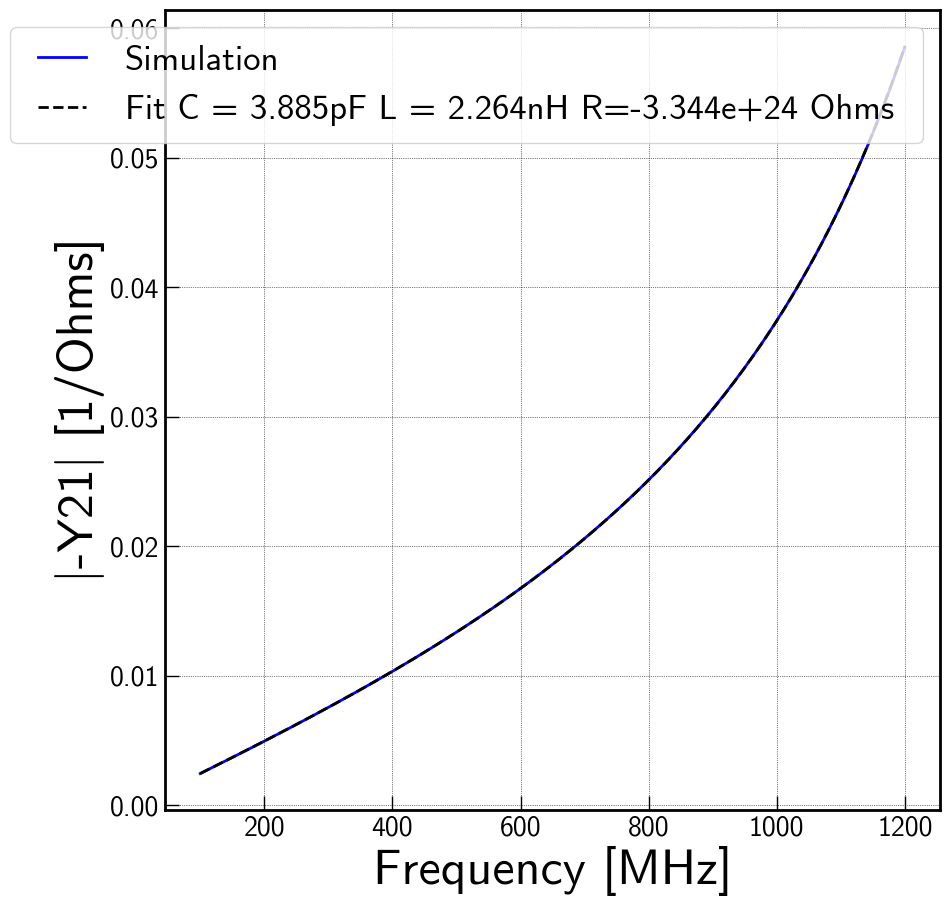 0.06
Simulation
Fit C = 3.885pF L = 2.264nH R=-3.344e+24 Ohms
0.05
0.04
0.03
0.02
0.01
0.00
|-Y21| [1/Ohms]
200 400 600 800 1000 1200
Frequency [MHz]